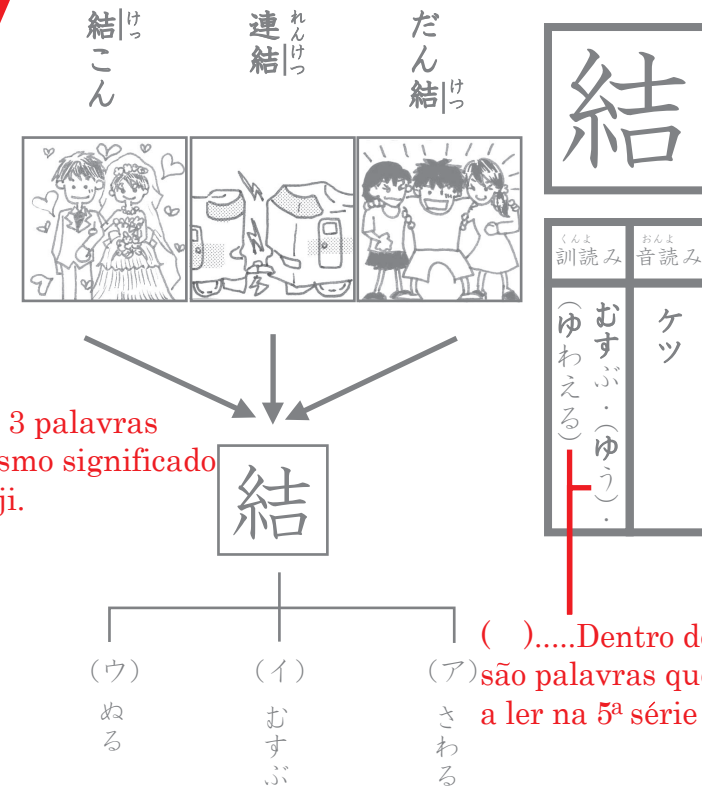 結
訓読み
くんよ
音読み
おんよ
ケツ
むすぶ・(ゆう)・
(ゆわえる)
だん結
けつ
連結
れんけつ
結こん
けっ
3 palavras
smo significado
ji.
結
(ア) さわる
(イ) むすぶ
(ウ) ぬる
( ).....Dentro d
são palavras qu
a ler na 5ª série